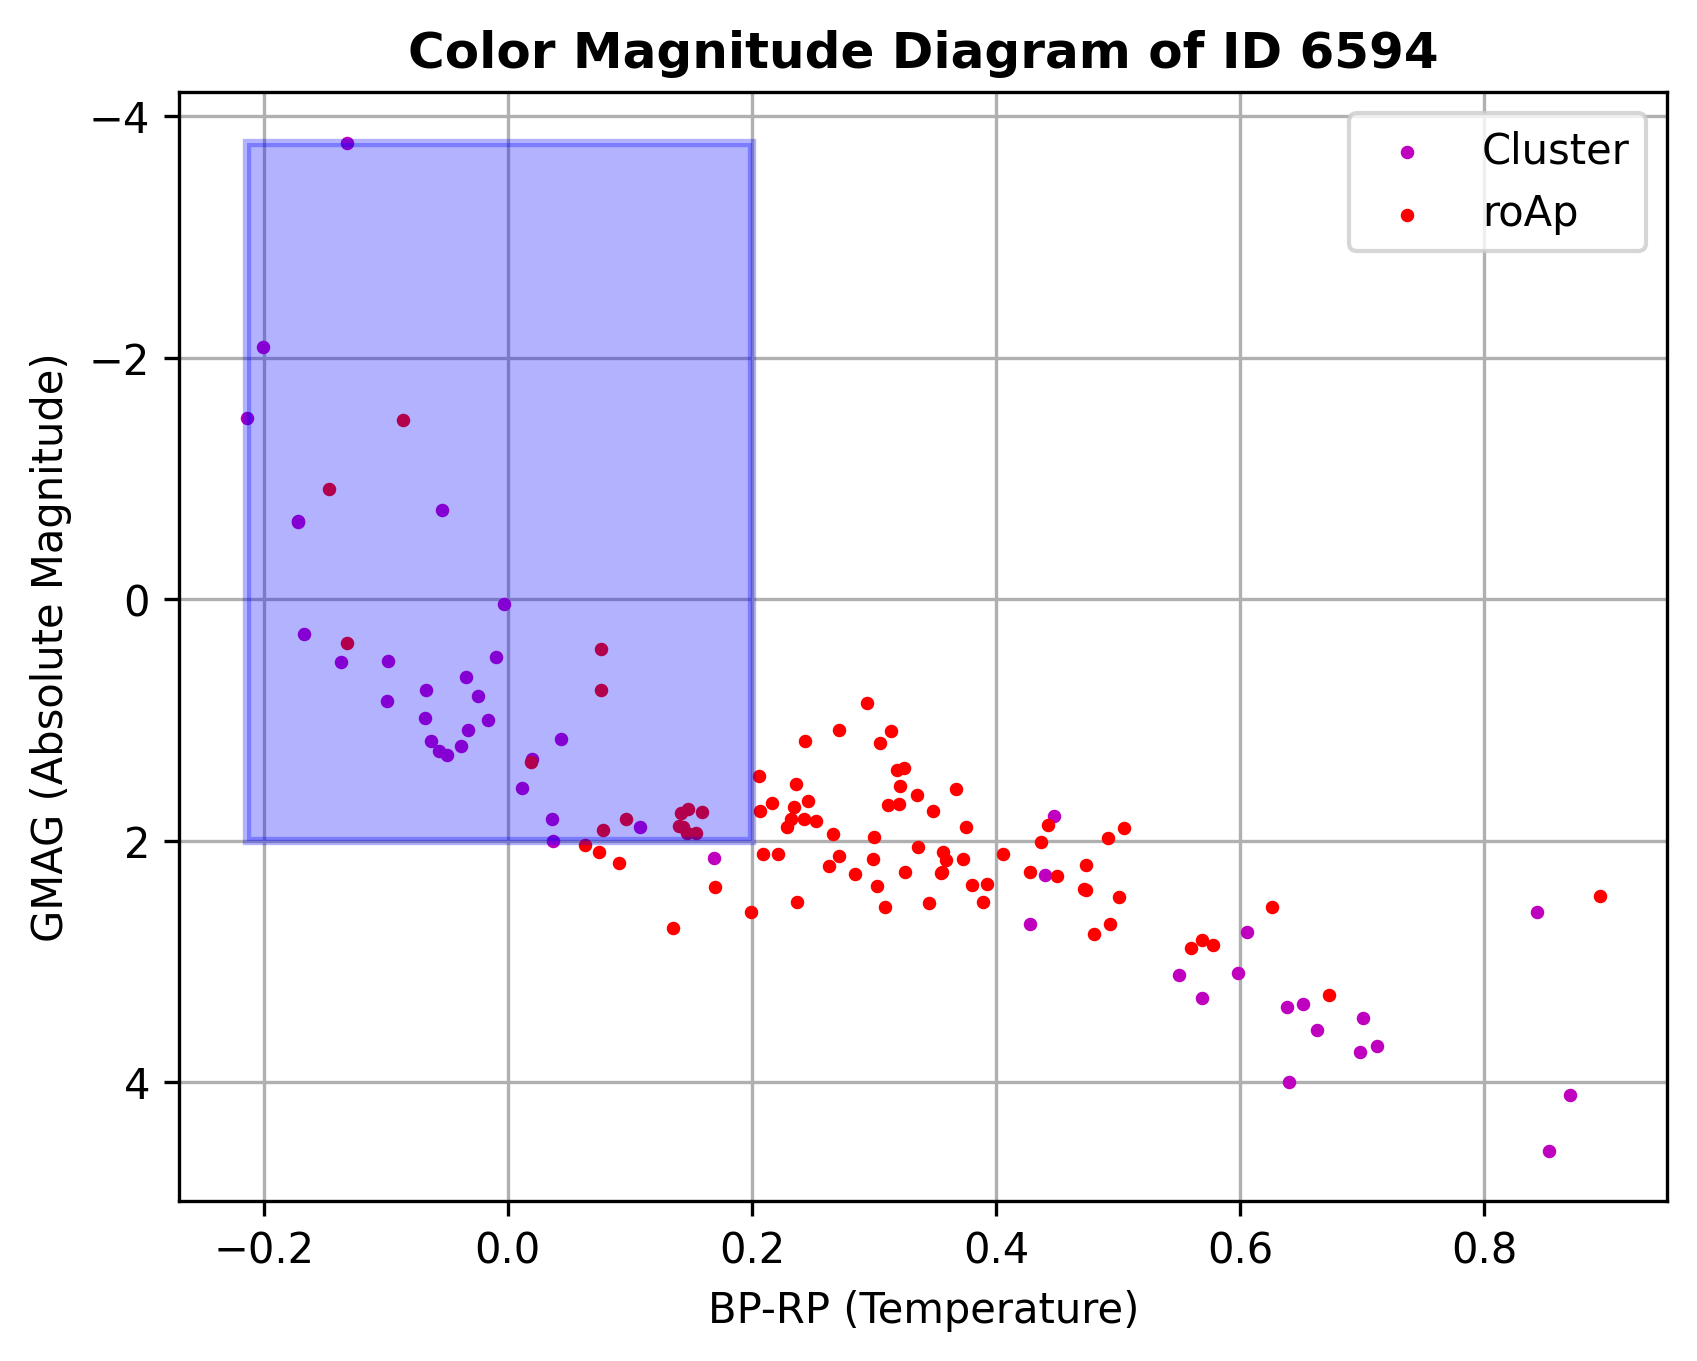 Color Magnitude Diagram of ID 6594
Cluster
roAp
GMAG (Absolute Magnitude)
−4
−2
0
2
4
−0.2 0.0 0.2 0.4 0.6 0.8
BP-RP (Temperature)